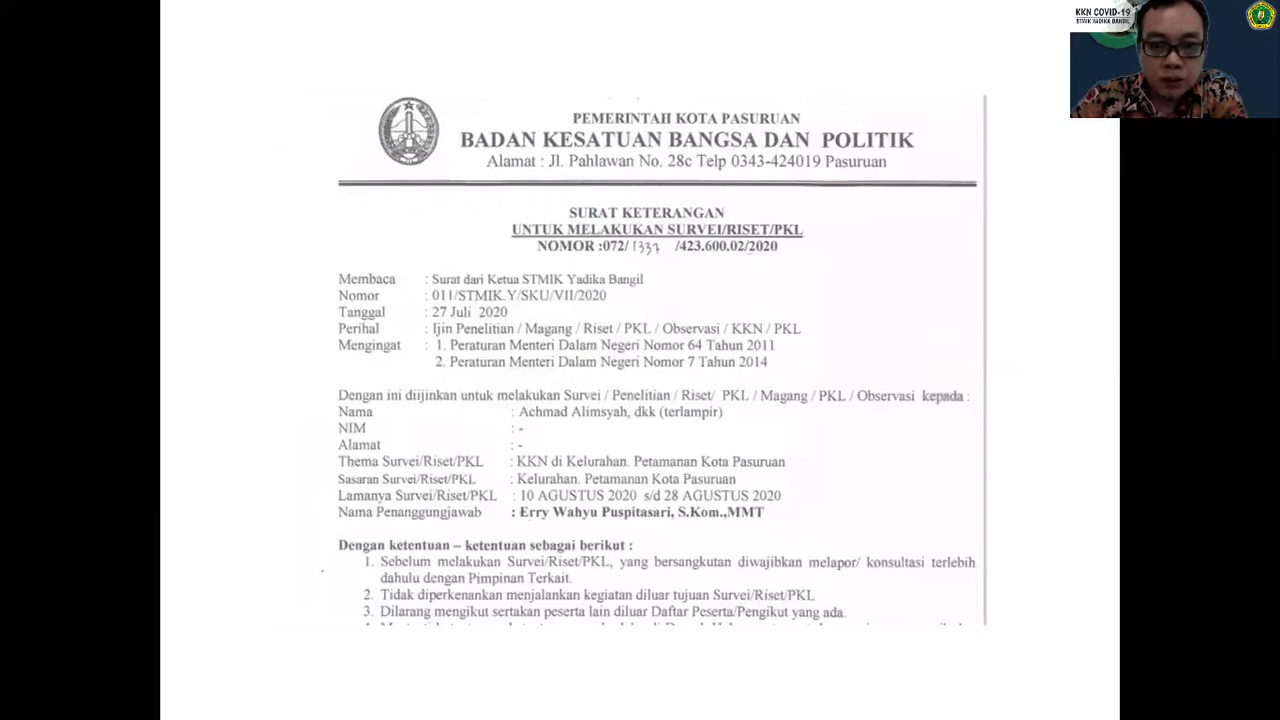 KKN COVID-19
STMIK YADIKA BANGIL
PEMERINTAH KOTA PASURUAN
BADAN KESATUAN BANGSA DAN POLITIK
Alamat : Jl. Pahlawan No. 28c Telp 0343-424019 Pasuruan
SURAT KETERANGAN
UNTUK MELAKUKAN SURVEI/RISET/PKL
NOMOR :072/ 1337 /423.600.02/2020
Membaca : Surat dari Ketua STMIK Yadika Bangil
Nomor : 011/STMIK.Y/SKU/VII/2020
Tanggal : 27 Juli 2020
Perihal : Ijin Penelitian / Magang / Riset / PKL / Observasi / KKN / PKL
Mengingat : 1. Peraturan Menteri Dalam Negeri Nomor 64 Tahun 2011
2. Peraturan Menteri Dalam Negeri Nomor 7 Tahun 2014
Dengan ini diijinkan untuk melakukan Survei / Penelitian / Riset/ PKL / Magang / PKL / Observasi kepada :
Nama : Achmad Alimsyah, dkk (terlampir)
NIM : -
Alamat : -
Thema Survei/Riset/PKL : KKN di Kelurahan. Petamanan Kota Pasuruan
Sasaran Survei/Riset/PKL : Kelurahan. Petamanan Kota Pasuruan
Lamanya Survei/Riset/PKL : 10 AGUSTUS 2020 s/d 28 AGUSTUS 2020
Nama Penanggungjawab : Erry Wahyu Puspitasari, S.Kom.,MMT
Dengan ketentuan – ketentuan sebagai berikut :
1. Sebelum melakukan Survei/Riset/PKL, yang bersangkutan diwajibkan melapor/ konsultasi terlebih
dahulu dengan Pimpinan Terkait.
2. Tidak diperkenankan menjalankan kegiatan diluar tujuan Survei/Riset/PKL
3. Dilarang mengikut sertakan peserta lain diluar Daftar Peserta/Pengikut yang ada.